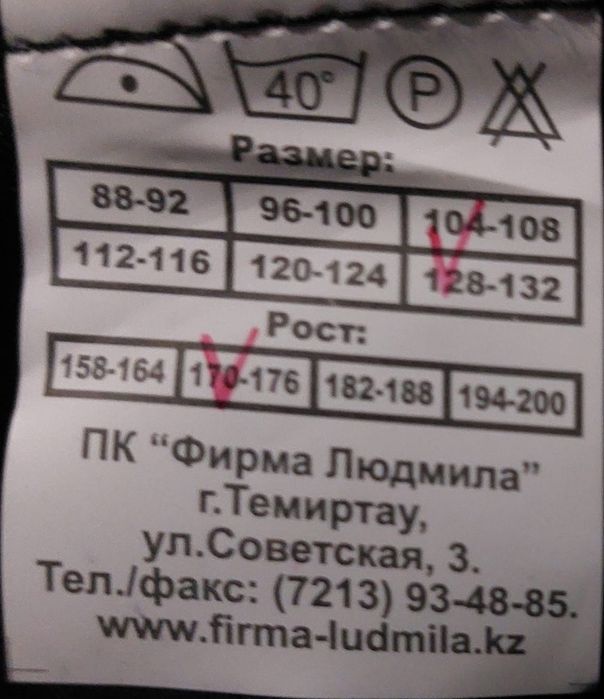 40° P
Размер:
88-92 96-100 104-108
112-116 120-124 128-132
Рост:
158-164 170-176 182-188 194-200
ПК “Фирма Людмила”
г.Темиртау,
ул.Советская, 3.
Тел./факс: (7213) 93-48-85.
www.firma-ludmila.kz